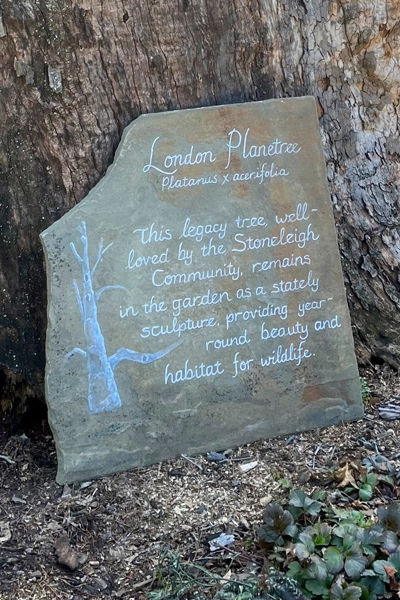 London Planetree
Platanus x acerifolia
This legacy tree, well-
loved by the Stoneleigh
Community, remains
in the garden as a stately
sculpture, providing year-
round beauty and
habitat for wildlife.